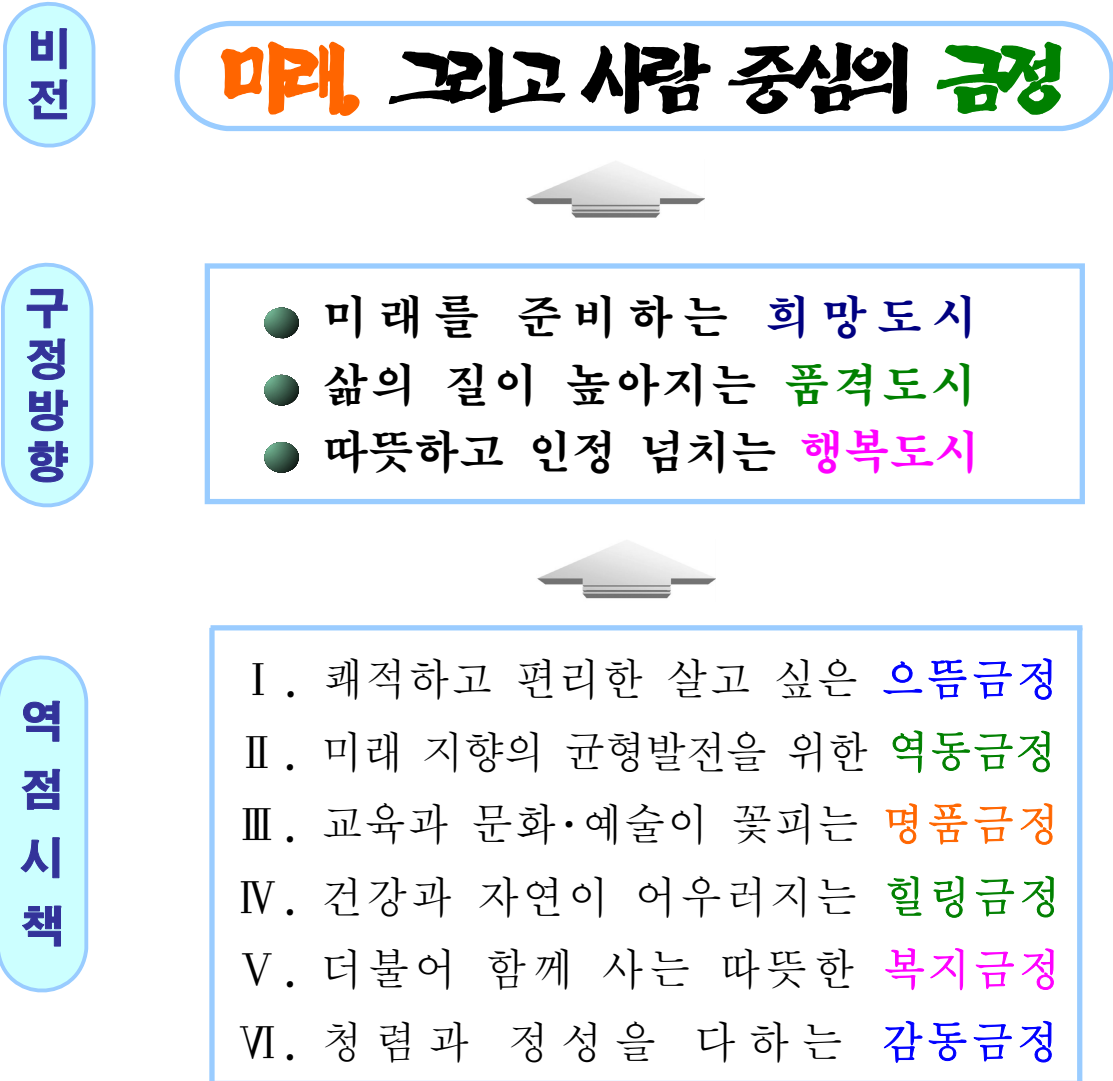 비전
미래, 그리고 사람 중심의 금정
구정방향
미래를 준비하는 희망도시
삶의 질이 높아지는 품격도시
따뜻하고 인정 넘치는 행복도시
역점시책
Ⅰ. 쾌적하고 편리한 살고 싶은 으뜸금정
Ⅱ. 미래 지향의 균형발전을 위한 역동금정
Ⅲ. 교육과 문화·예술이 꽃피는 명품금정
Ⅳ. 건강과 자연이 어우러지는 힐링금정
Ⅴ. 더불어 함께 사는 따뜻한 복지금정
Ⅵ. 청렴과 정성을 다하는 감동금정